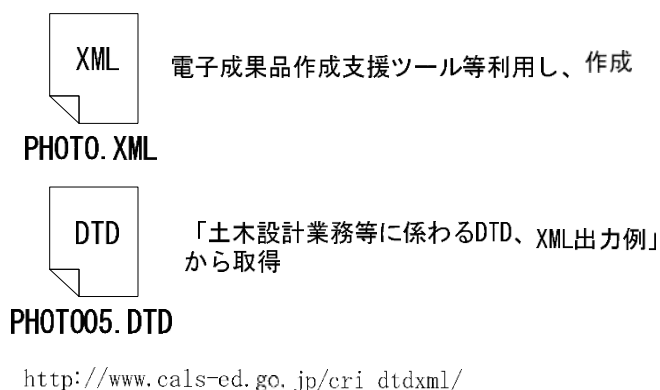 XML
電子成果品作成支援ツール等利用し、作成
PHOTO.XML
DTD
「土木設計業務等に係わるDTD、XML出力例」
から取得
PHOTO05.DTD
http://www.cals-ed.go.jp/cri_dtdxml/